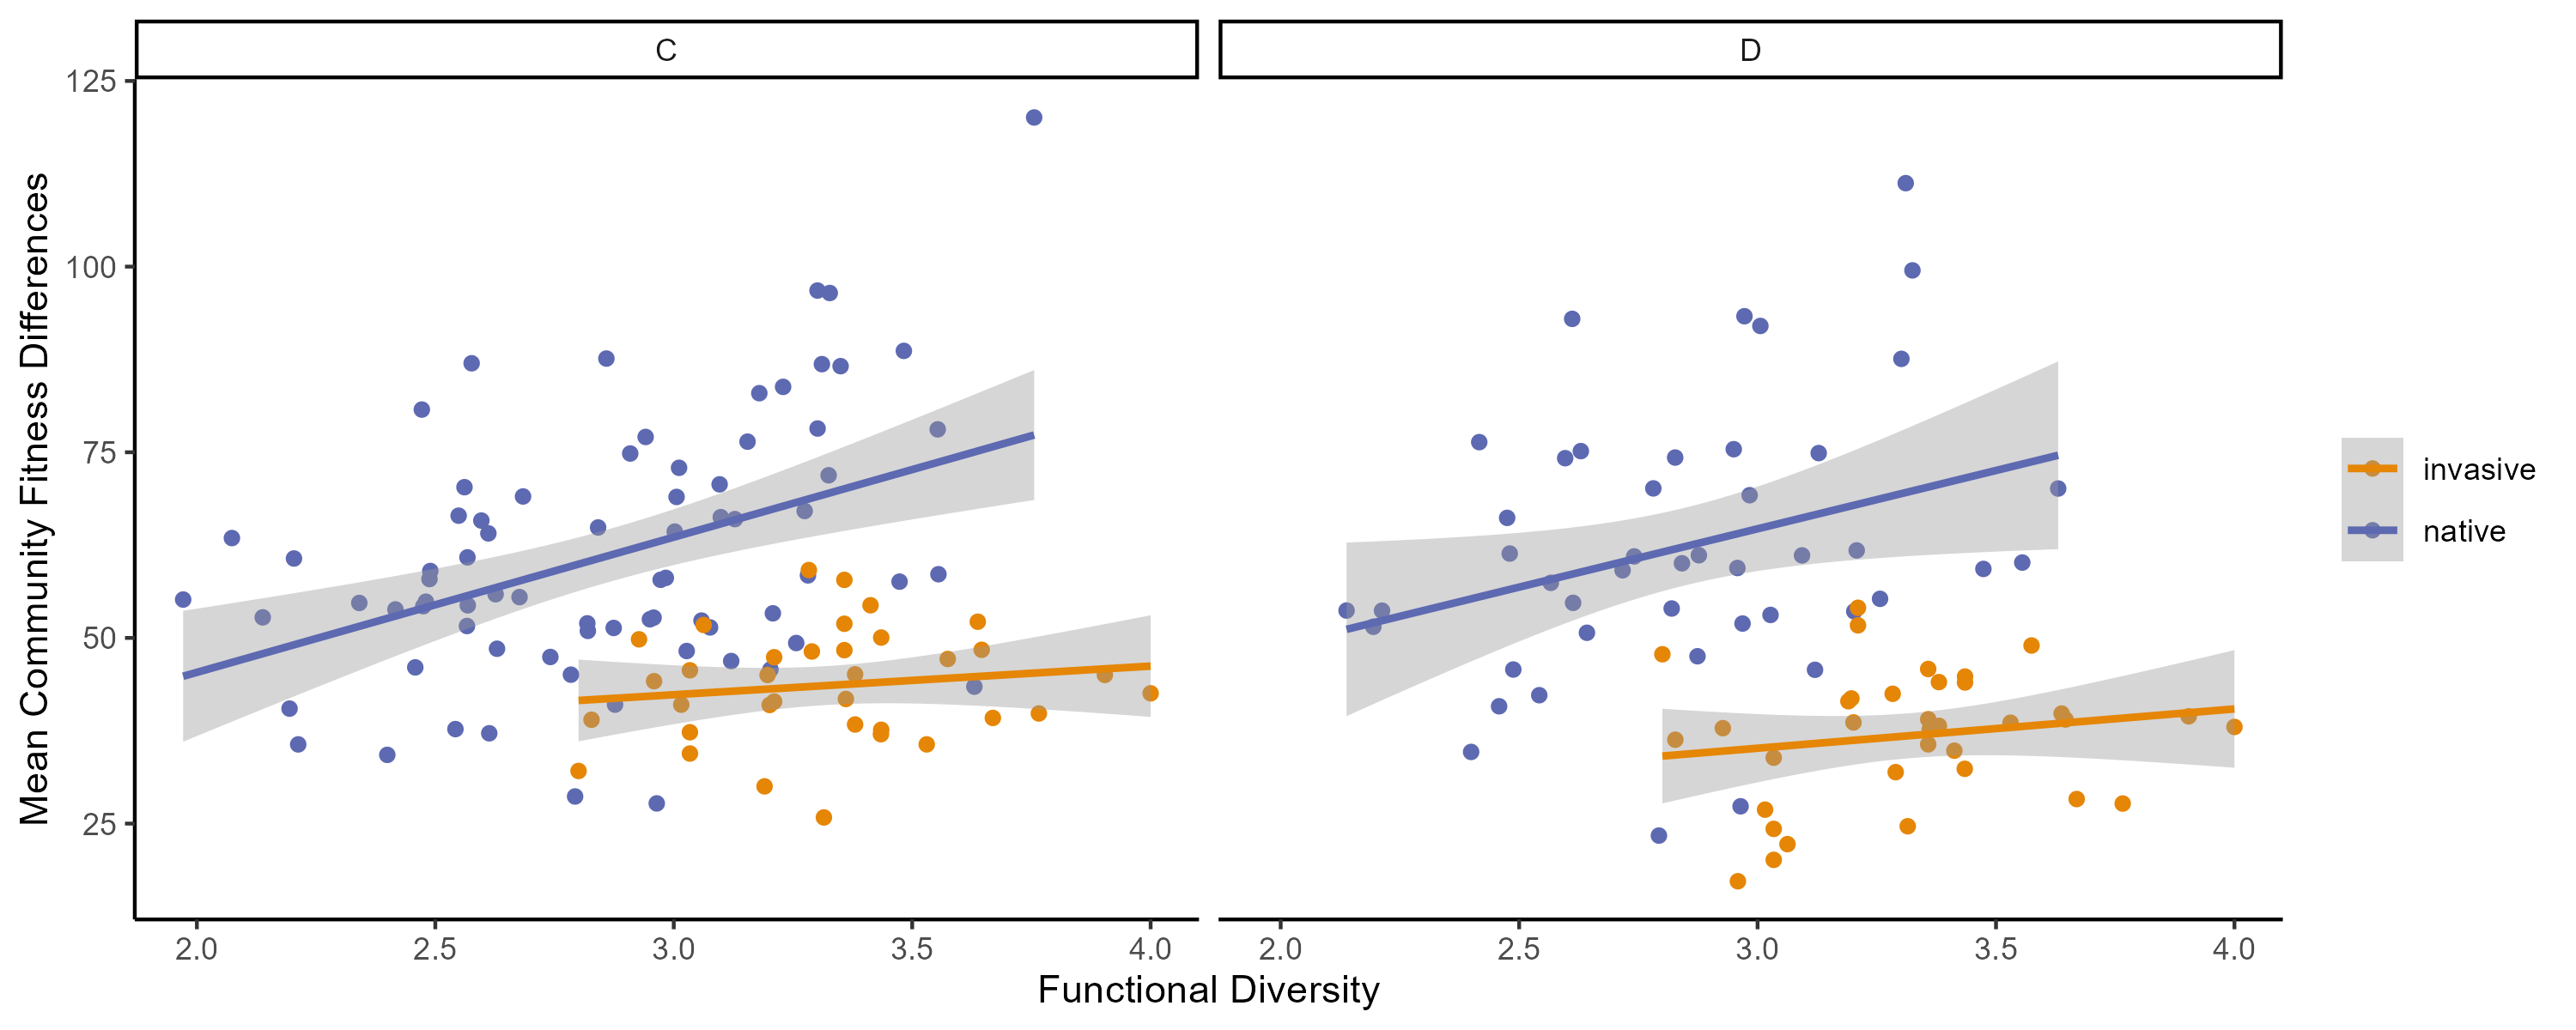 C
D
Mean Community Fitness Differences
125
100
75
50
25
2.0 2.5 3.0 3.5 4.0
2.0 2.5 3.0 3.5 4.0
Functional Diversity
invasive
native